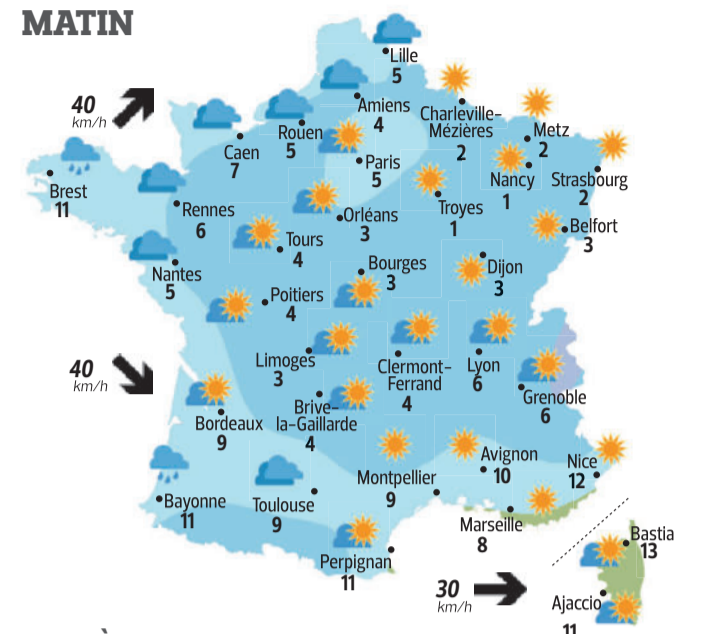 MATIN
Lille
5
40
km/h
Amiens
4
Charleville-
Mézières
2
Metz
2
Rouen
5
Caen
7
Paris
5
Nancy
1
Strasbourg
2
Brest
11
Rennes
6
Orléans
3
Troyes
1
Belfort
3
Tours
4
Nantes
5
Bourges
3
Dijon
3
Poitiers
4
40
km/h
Limoges
3
Clermont-
Ferrand
4
Lyon
6
Grenoble
6
Bordeaux
9
Brive-
la-Gaillarde
4
Avignon
10
Nice
12
Montpellier
9
Bayonne
11
Toulouse
9
Marseille
8
Bastia
13
Perpignan
11
30
km/h
Ajaccio
11